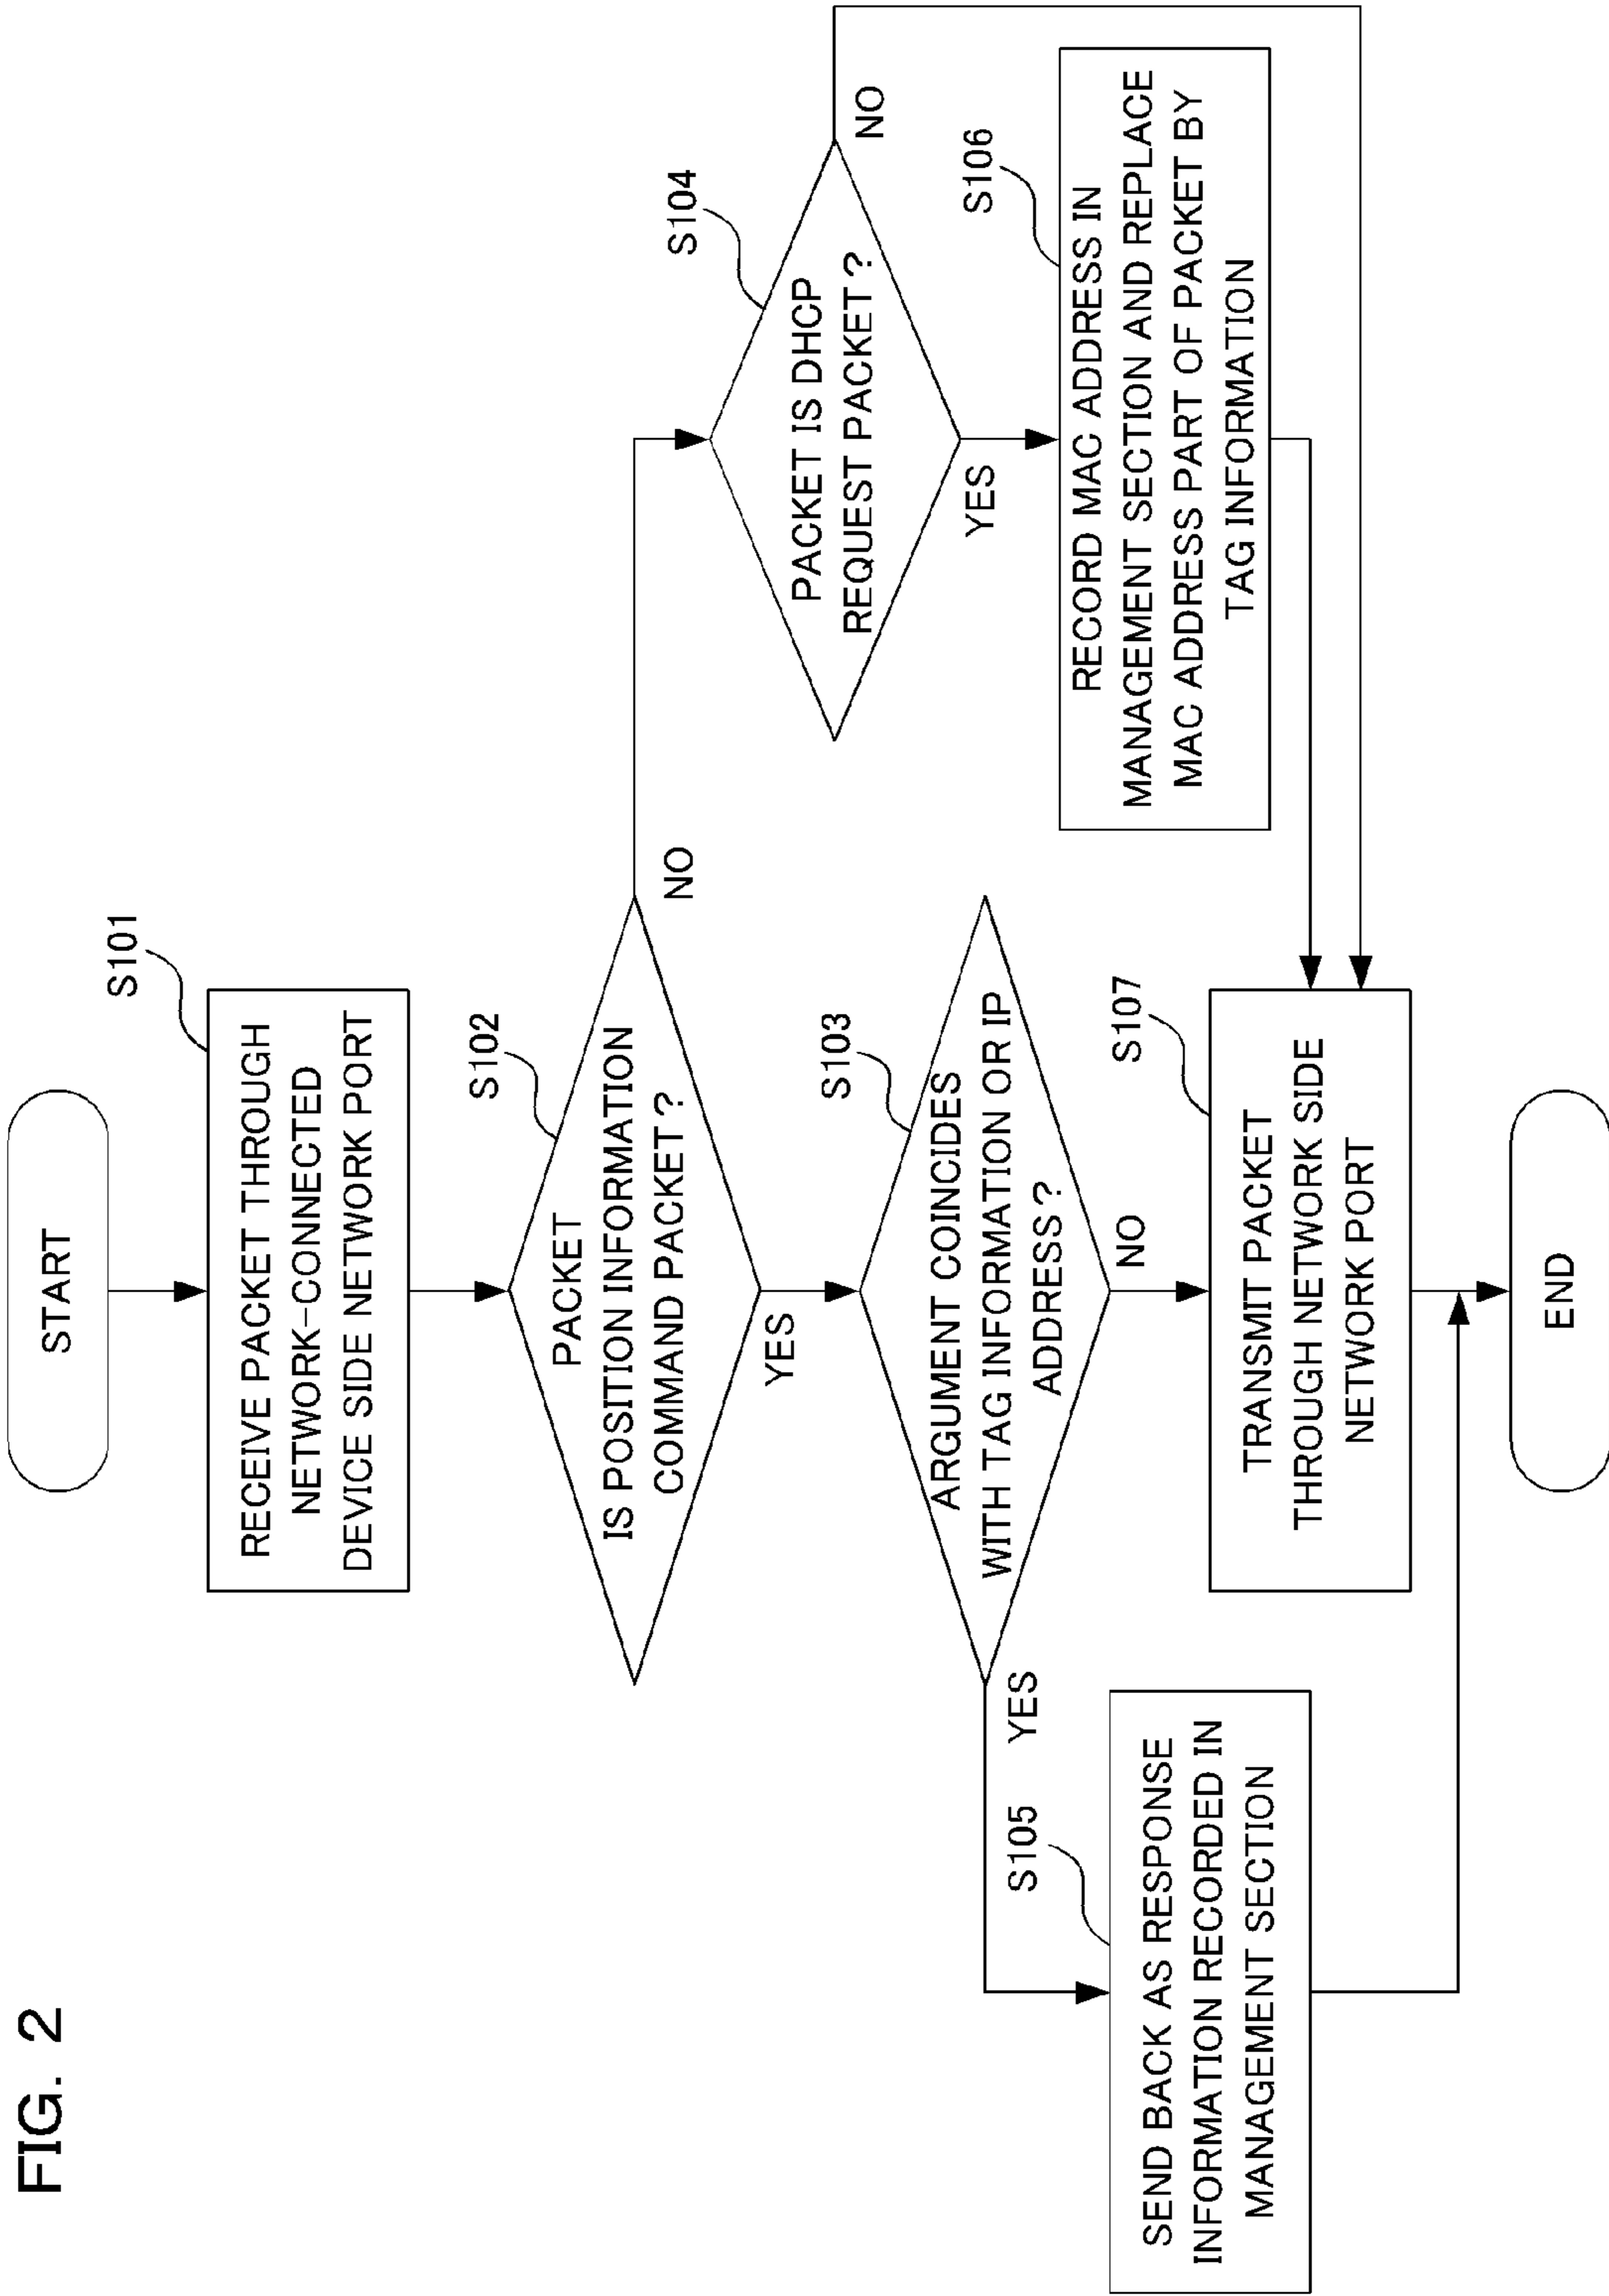 FIG. 2
START
S101
RECEIVE PACKET THROUGH
NETWORK-CONNECTED
DEVICE SIDE NETWORK PORT
S102
PACKET
IS POSITION INFORMATION
COMMAND PACKET?
NO
YES
S104
PACKET IS DHCP
REQUEST PACKET?
NO
YES
S103
ARGUMENT COINCIDES
WITH TAG INFORMATION OR IP
ADDRESS?
YES
NO
S106
RECORD MAC ADDRESS IN
MANAGEMENT SECTION AND REPLACE
MAC ADDRESS PART OF PACKET BY
TAG INFORMATION
S105
SEND BACK AS RESPONSE
INFORMATION RECORDED IN
MANAGEMENT SECTION
S107
TRANSMIT PACKET
THROUGH NETWORK SIDE
NETWORK PORT
END